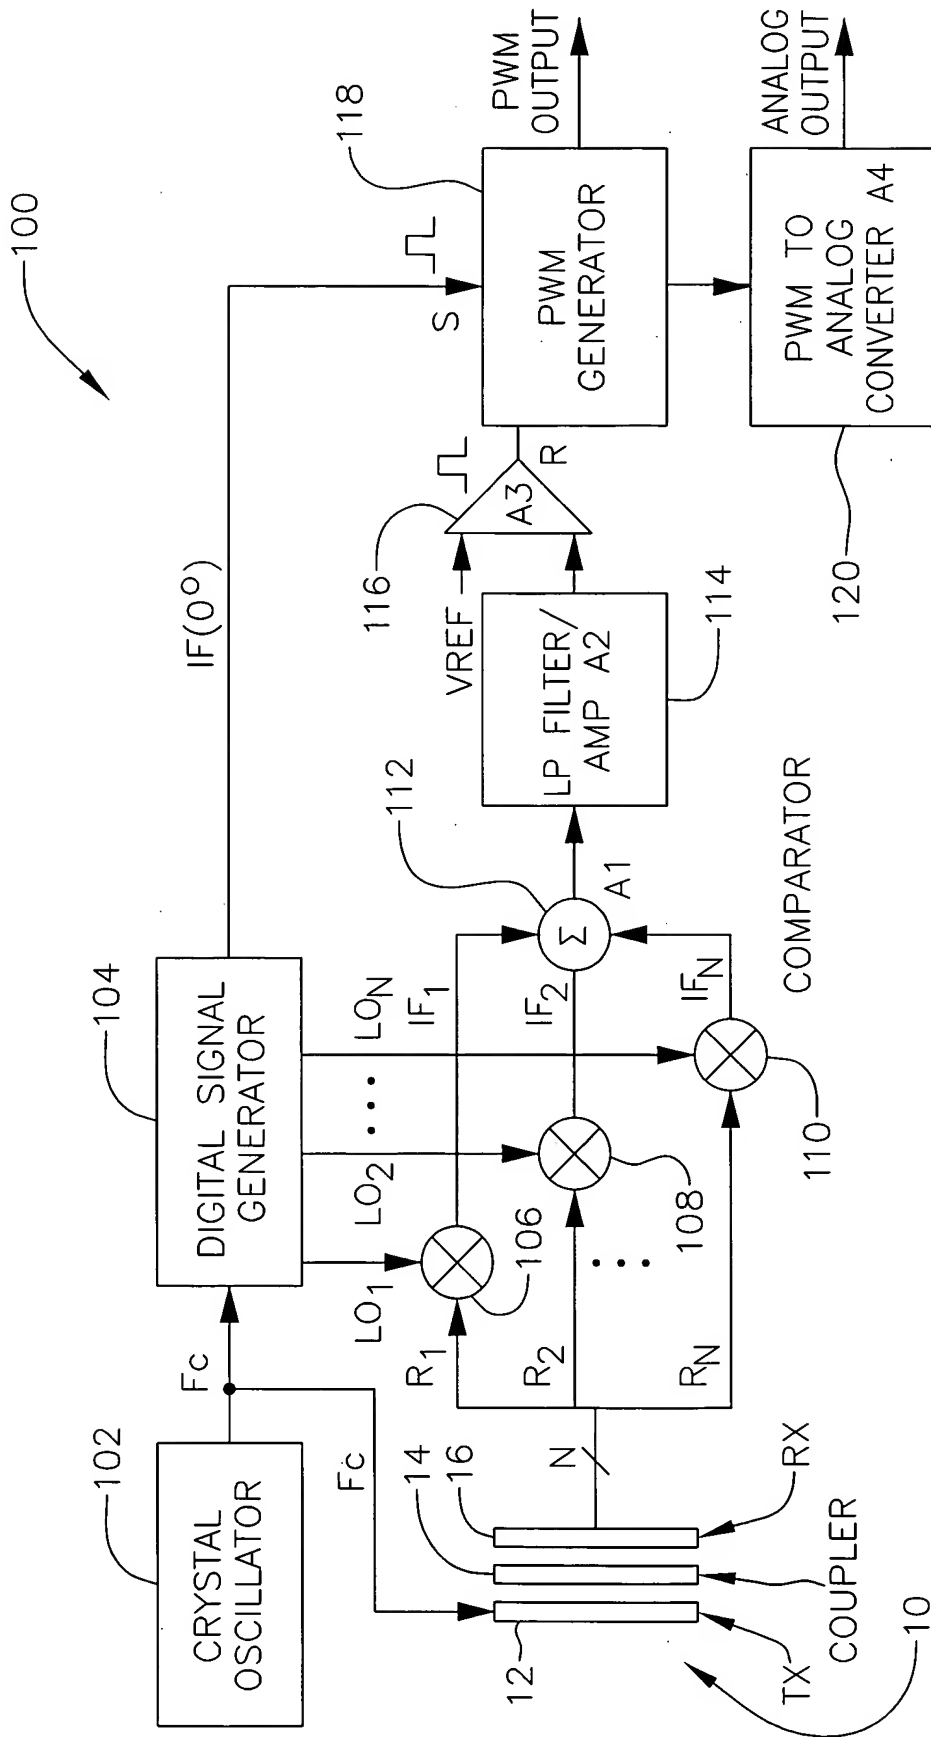 100
102
CRYSTAL
OSCILLATOR
Fc
Fc
104
DIGITAL SIGNAL
GENERATOR
IF(0°)
S
118
PWM
GENERATOR
PWM
OUTPUT
LO1
LO2
• • •
LON
R1
106
IF1
R2
108
IF2
• • •
RN
110
IFN
112
Σ
A1
LP FILTER/
AMP A2
114
VREF
116
A3
R
COMPARATOR
PWM TO
ANALOG
CONVERTER A4
120
ANALOG
OUTPUT
12
14
16
N
TX
COUPLER
RX
10